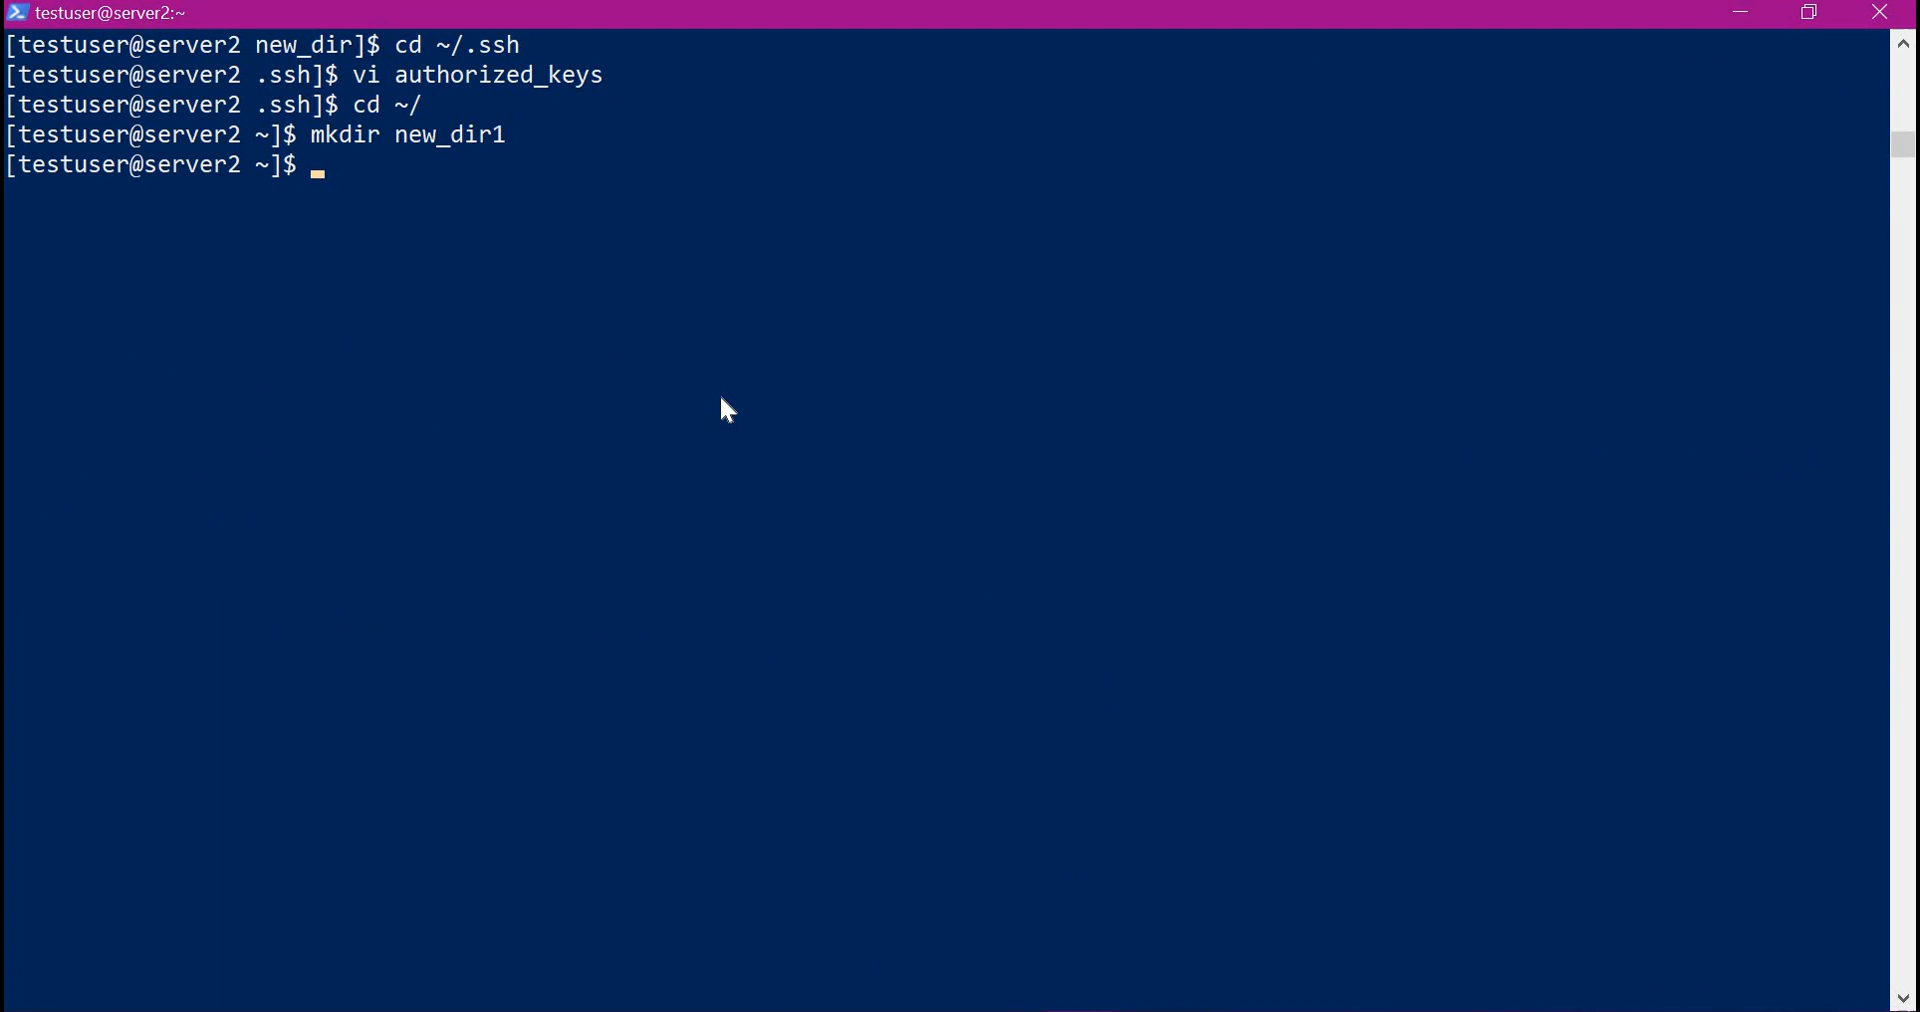 testuser@server2:~
[testuser@server2 new_dir]$ cd ~/.ssh
[testuser@server2 .ssh]$ vi authorized_keys
[testuser@server2 .ssh]$ cd ~/
[testuser@server2 ~]$ mkdir new_dir1
[testuser@server2 ~]$